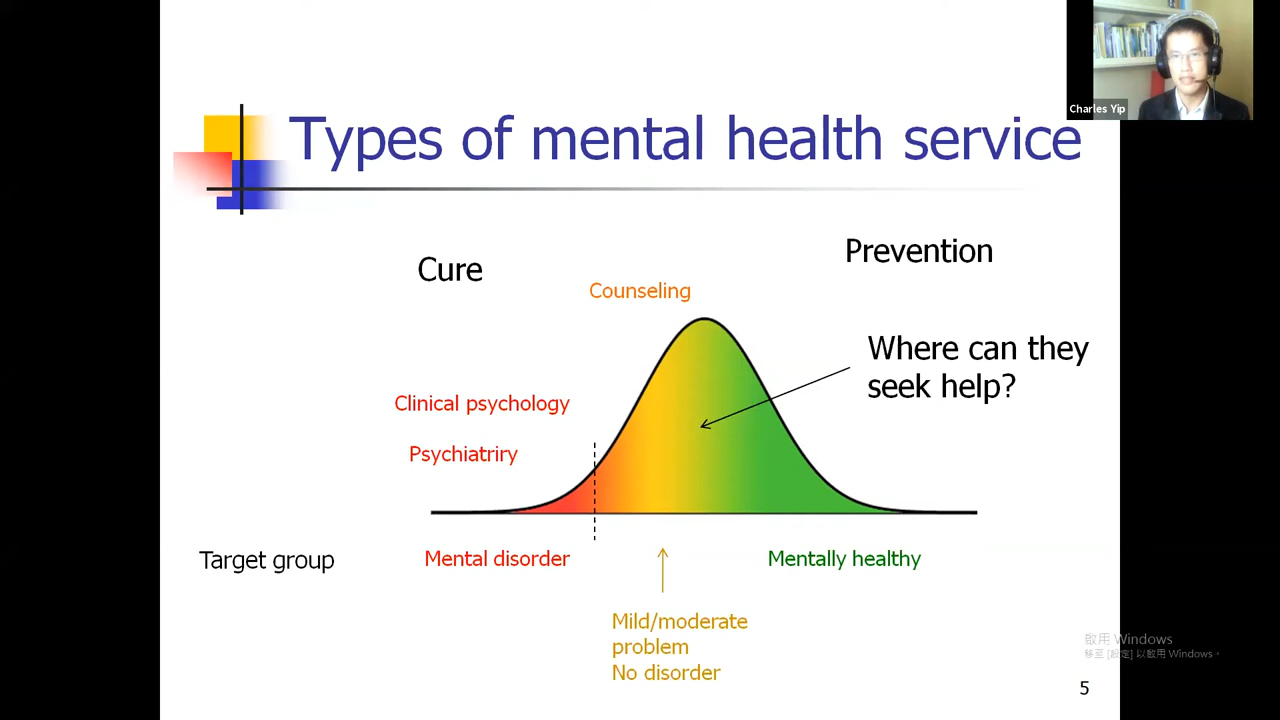 Charles Yip
Types of mental health service
Cure
Prevention
Counseling
Where can they
seek help?
Clinical psychology
Psychiatriry
Target group
Mental disorder
Mentally healthy
Mild/moderate
problem
No disorder
啟用 Windows
移至 [設定] 以啟用 Windows。
5